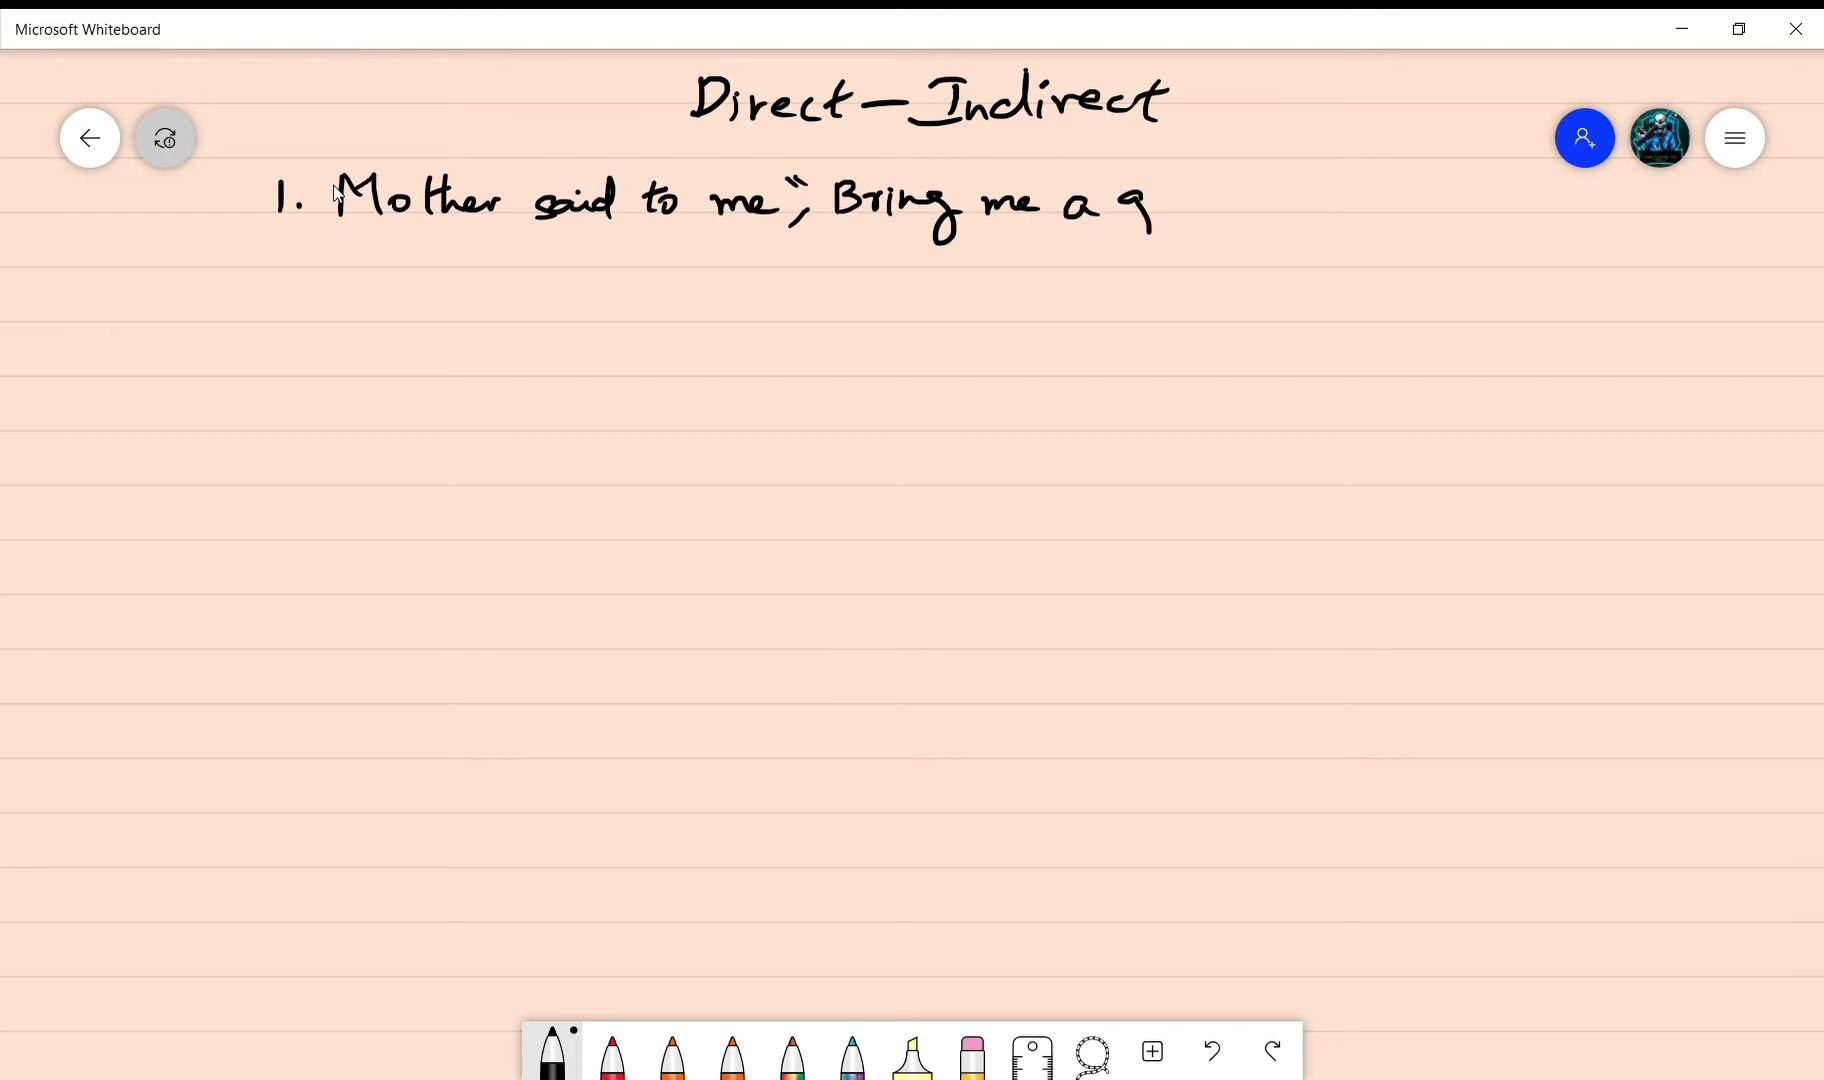 Microsoft Whiteboard
Direct - Indirect
1. Mother said to me", Bring me a g